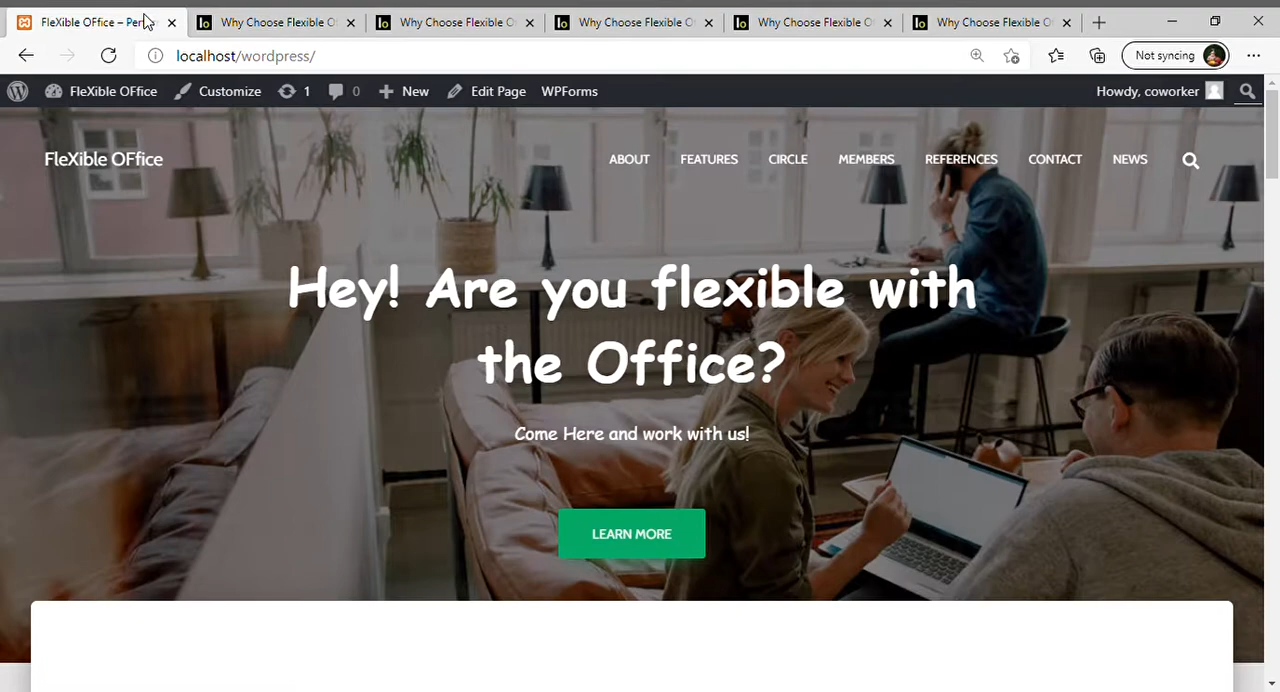 FleXible OFfice – Per
Why Choose Flexible O
Why Choose Flexible O
Why Choose Flexible O
Why Choose Flexible O
Why Choose Flexible O
localhost/wordpress/
Not syncing
FleXible OFfice
Customize
1
0
New
Edit Page
WPForms
Howdy, coworker
FleXible OFfice
ABOUT
FEATURES
CIRCLE
MEMBERS
REFERENCES
CONTACT
NEWS
Hey! Are you flexible with
the Office?
Come Here and work with us!
LEARN MORE